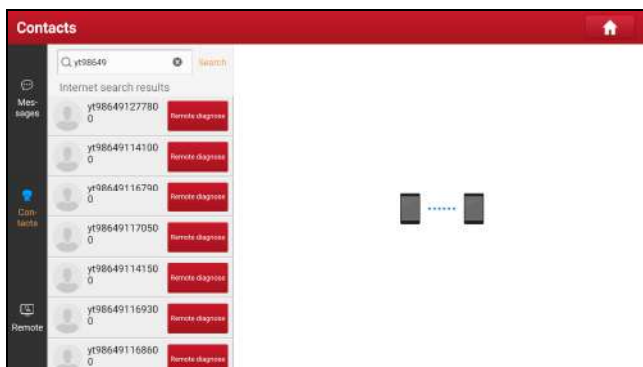 Contacts
yt98649
Search
Mes-
sages
Internet search results
yt98649127780
0
Remote diagnose
yt98649114100
0
Remote diagnose
yt98649116790
0
Remote diagnose
Con-
tacts
yt98649117050
0
Remote diagnose
yt98649114150
0
Remote diagnose
yt98649116930
0
Remote diagnose
Remote
yt98649116860
0
Remote diagnose